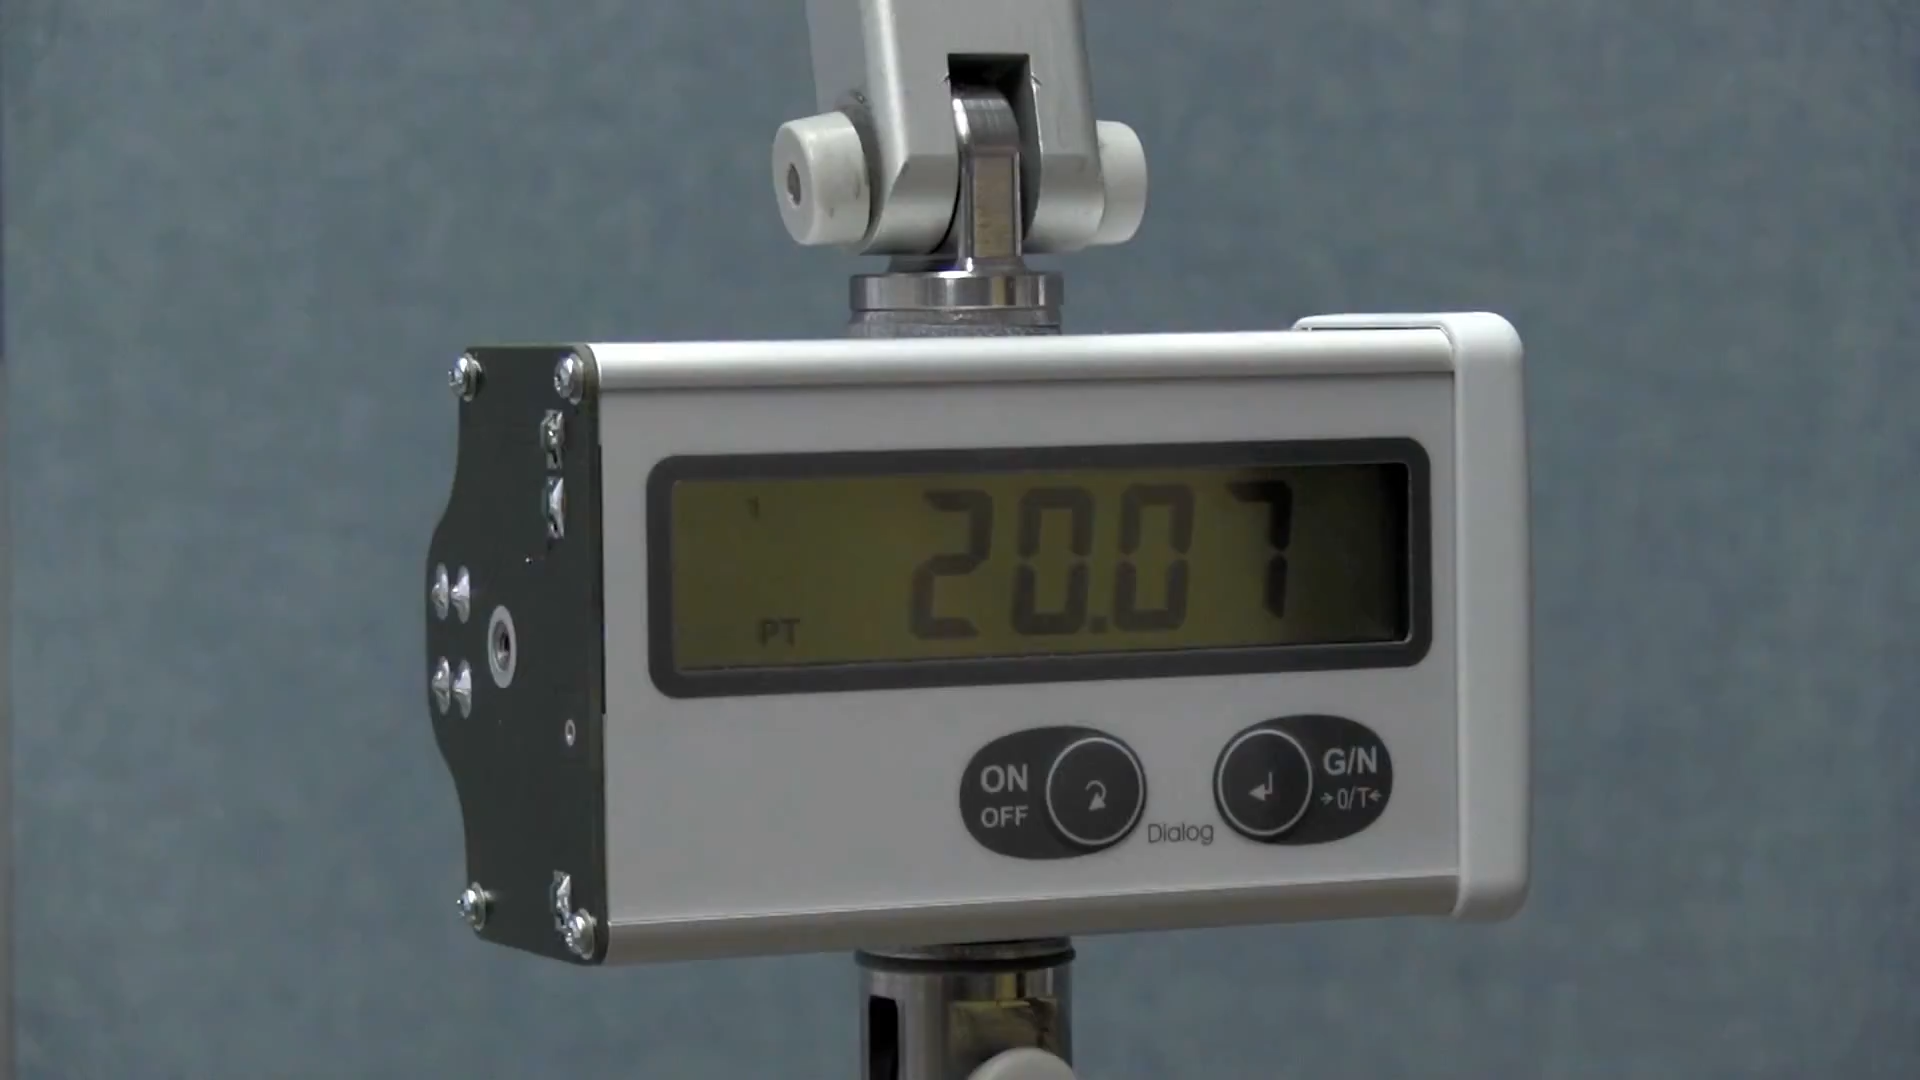 1
20.07
PT
ON
OFF
Dialog
G/N
→0/T←